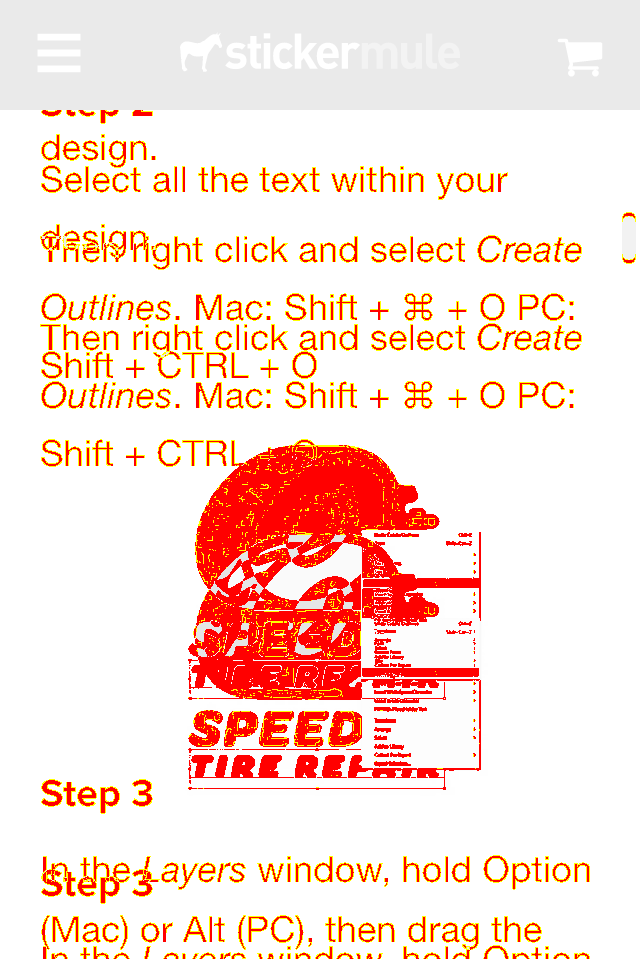 stickermule
Step 2
design.
Select all the text within your
design.
Then right click and select Create
Outlines. Mac: Shift + ⌘ + O PC:
Then right click and select Create
Shift + CTRL + O
Outlines. Mac: Shift + ⌘ + O PC:
Shift + CTRL + O
SPEED
TIRE REPAIR
SPEED
TIRE REPAIR
Step 3
In the Layers window, hold Option
Step 3
(Mac) or Alt (PC), then drag the
In the Layers window, hold Option